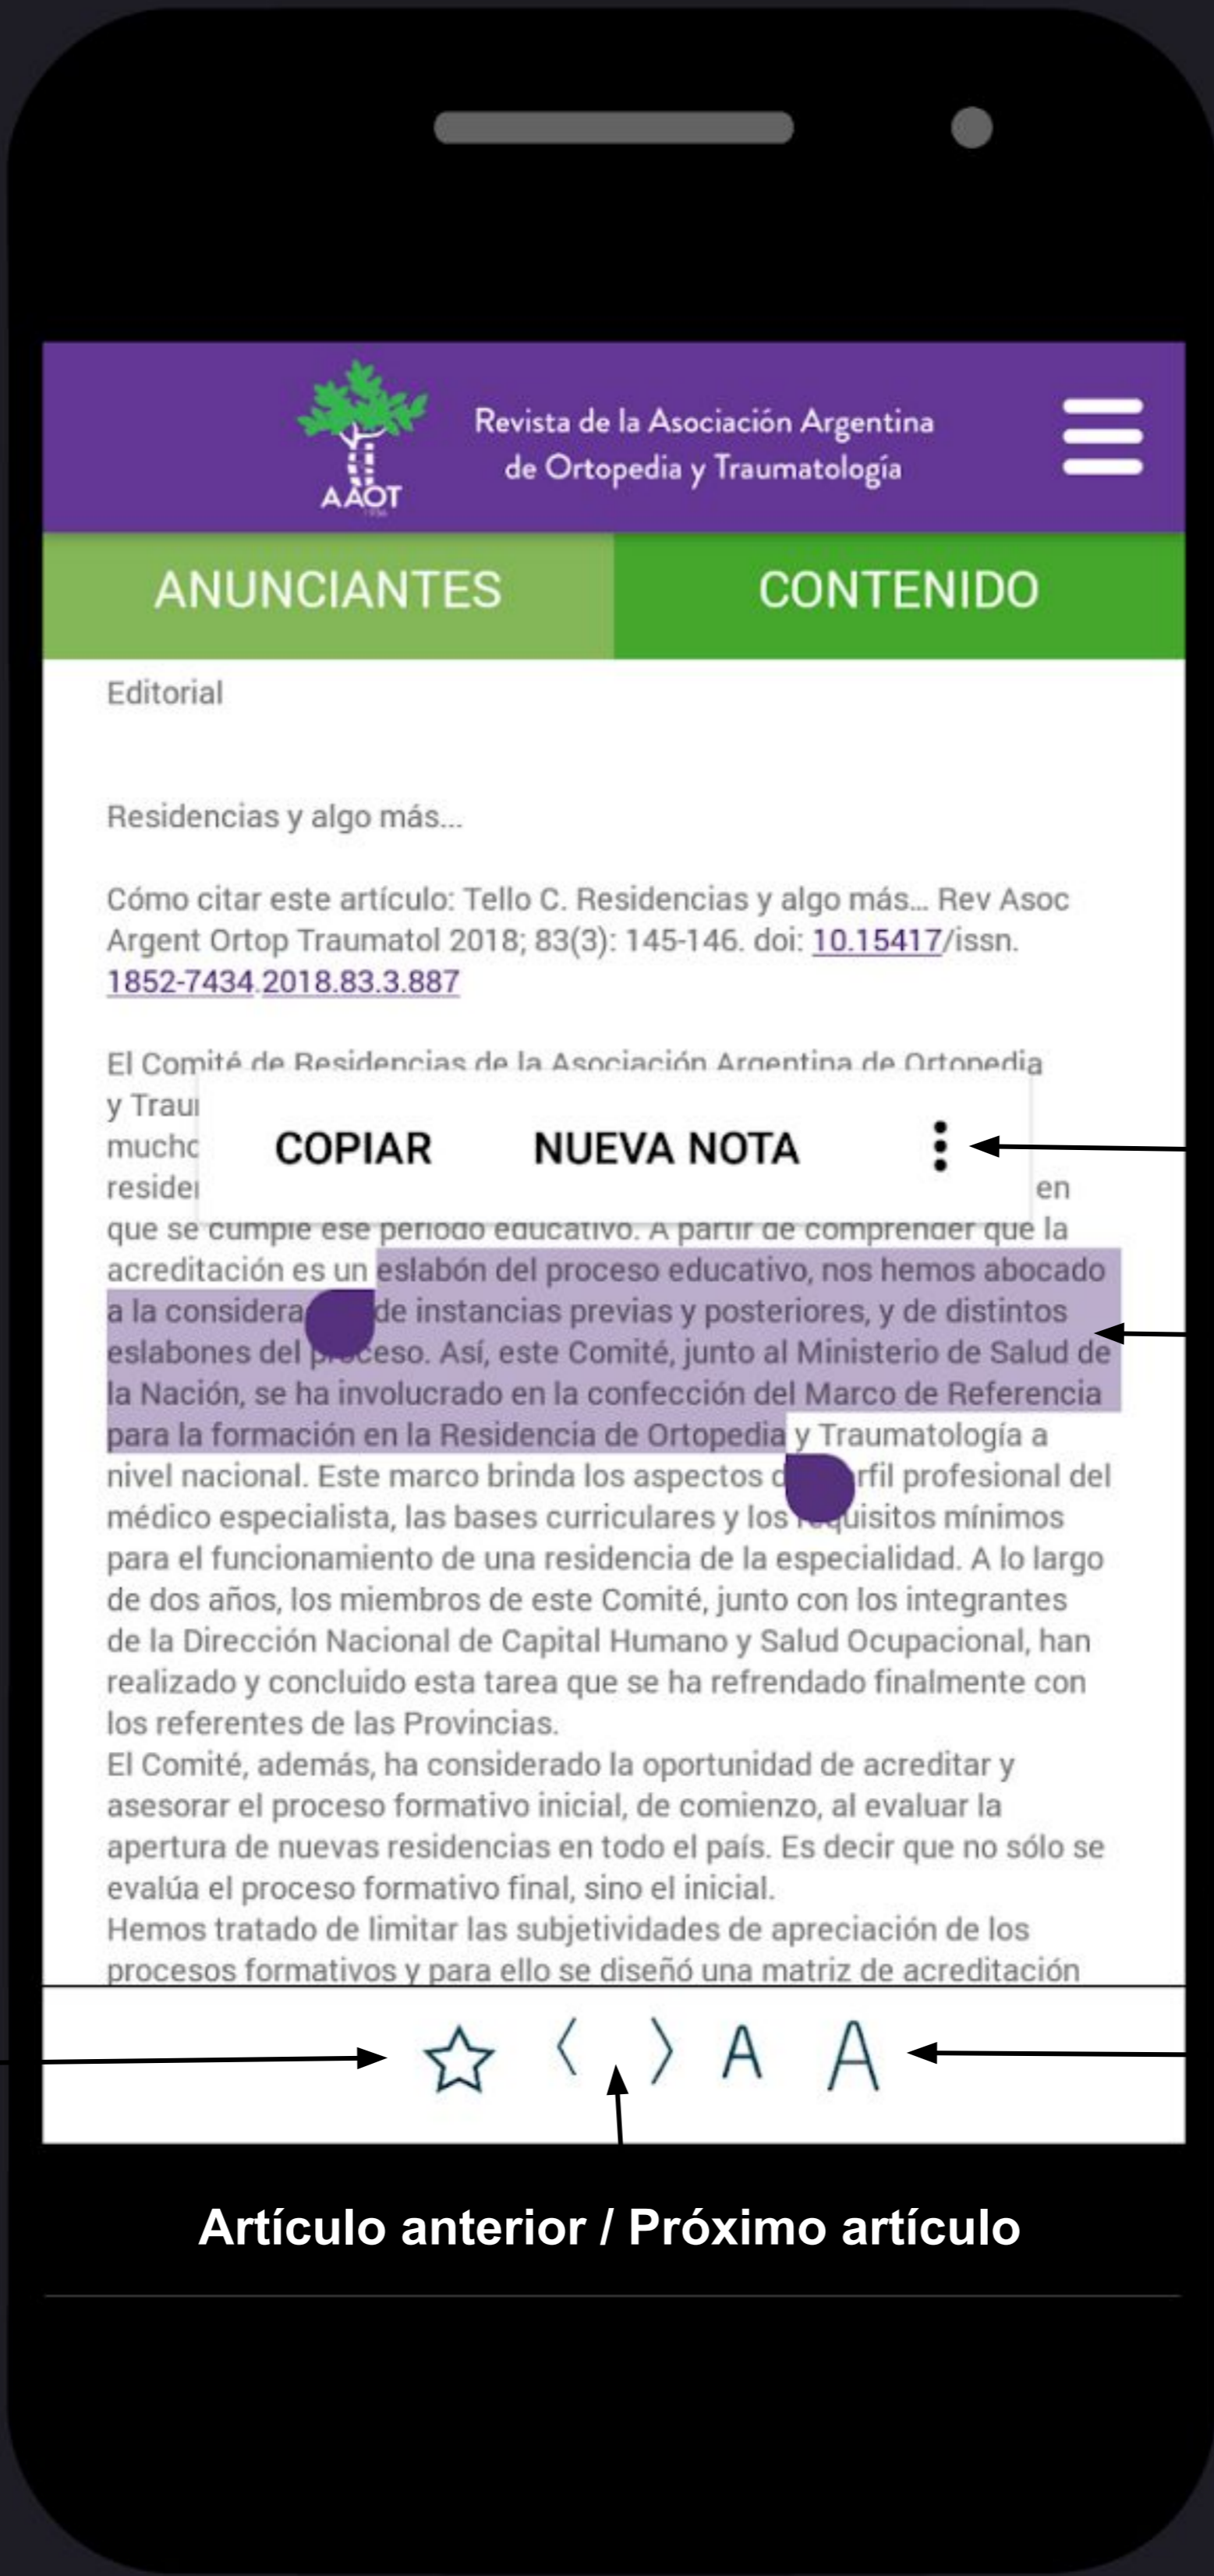 AAOT
Revista de la Asociación Argentina
de Ortopedia y Traumatología
ANUNCIANTES
CONTENIDO
Editorial
Residencias y algo más...
Cómo citar este artículo: Tello C. Residencias y algo más... Rev Asoc
Argent Ortop Traumatol 2018; 83(3): 145-146. doi: 10.15417/issn.
1852-7434.2018.83.3.887
El Comité de Residencias de la Asociación Argentina de Ortopedia
y
COPIAR
NUEVA NOTA
en
que se cumple ese período educativo. A partir de comprender que la
acreditación es un eslabón del proceso educativo, nos hemos abocado
a la de instancias previas y posteriores, y de distintos
eslabones del proceso. Así, este Comité, junto al Ministerio de Salud de
la Nación, se ha involucrado en la confección del Marco de Referencia
para la formación en la Residencia de Ortopedia y Traumatología a
nivel nacional. Este marco brinda los aspectos profesional del
médico especialista, las bases curriculares y los requisitos mínimos
para el funcionamiento de una residencia de la especialidad. A lo largo
de dos años, los miembros de este Comité, junto con los integrantes
de la Dirección Nacional de Capital Humano y Salud Ocupacional, han
realizado y concluido esta tarea que se ha refrendado finalmente con
los referentes de las Provincias.
El Comité, además, ha considerado la oportunidad de acreditar y
asesorar el proceso formativo inicial, de comienzo, al evaluar la
apertura de nuevas residencias en todo el país. Es decir que no sólo se
evalúa el proceso formativo final, sino el inicial.
Hemos tratado de limitar las subjetividades de apreciación de los
procesos formativos y para ello se diseñó una matriz de acreditación
A A
Artículo anterior / Próximo artículo